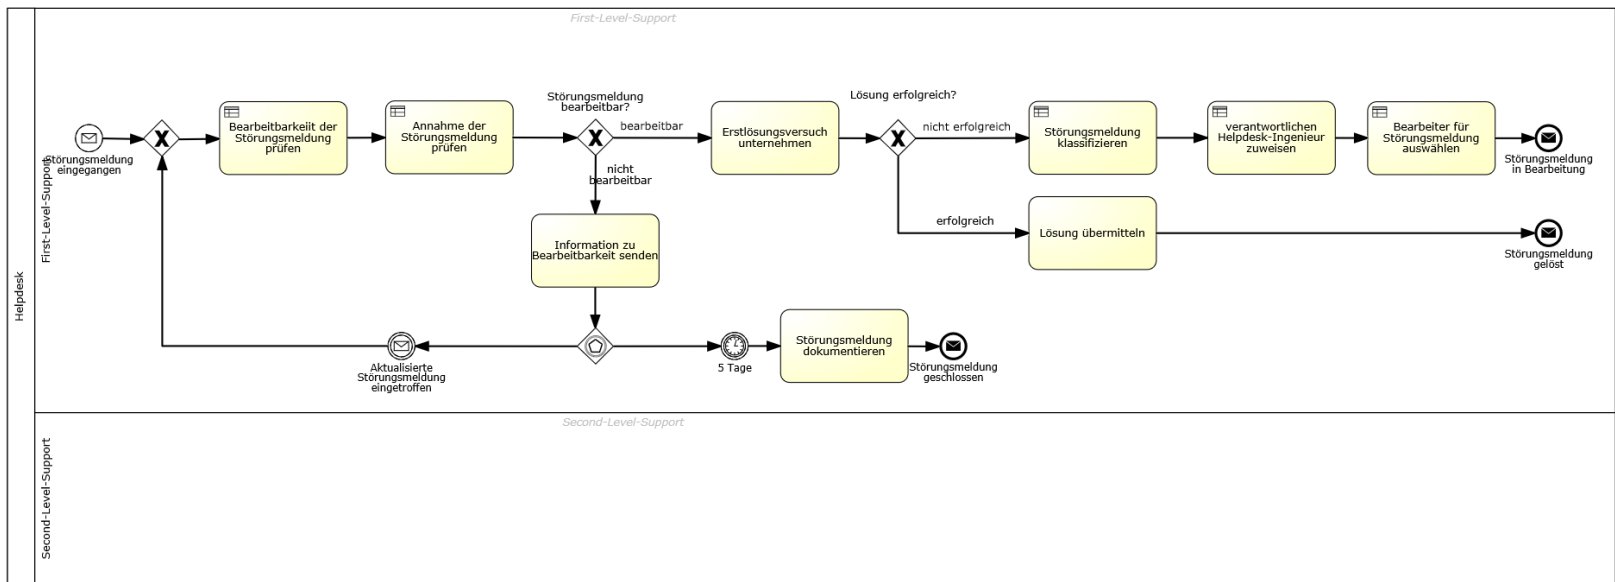 First-Level-Support
Helpdesk
First-Level-Support
Störungsmeldung
eingegangen
Bearbeitbarkeiit der
Störungsmeldung
prüfen
Annahme der
Störungsmeldung
prüfen
Störungsmeldung
bearbeitbar?
bearbeitbar
nicht
bearbeitbar
Erstlösungsversuch
unternehmen
Lösung erfolgreich?
nicht erfolgreich
Störungsmeldung
klassifizieren
verantwortlichen
Helpdesk-Ingenieur
zuweisen
Bearbeiter für
Störungsmeldung
auswählen
Störungsmeldung
in Bearbeitung
erfolgreich
Lösung übermitteln
Störungsmeldung
gelöst
Information zu
Bearbeitbarkeit senden
Aktualisierte
Störungsmeldung
eingetroffen
5 Tage
Störungsmeldung
dokumentieren
Störungsmeldung
geschlossen
Second-Level-Support
Second-Level-Support